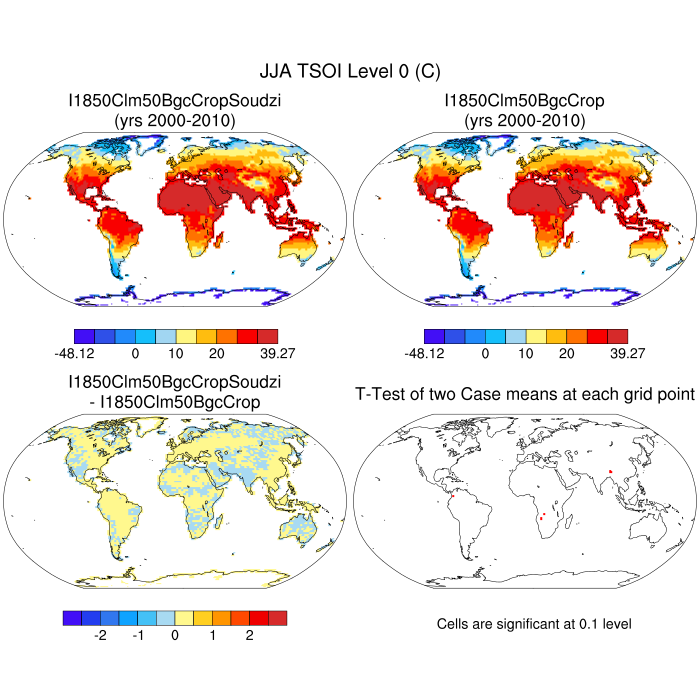 JJA TSOI Level 0 (C)
I1850Clm50BgcCropSoudzi
(yrs 2000-2010)
I1850Clm50BgcCrop
(yrs 2000-2010)
-48.12 0 10 20 39.27
-48.12 0 10 20 39.27
I1850Clm50BgcCropSoudzi
- I1850Clm50BgcCrop
T-Test of two Case means at each grid point
-2 -1 0 1 2
Cells are significant at 0.1 level